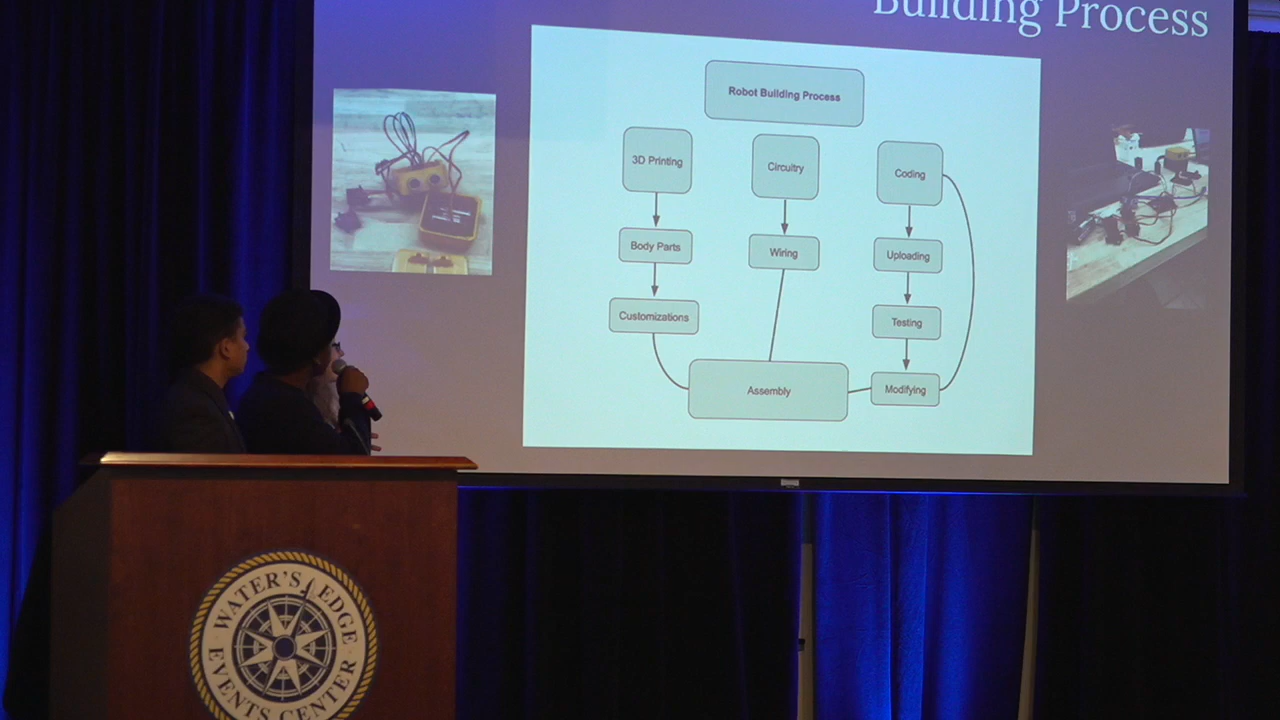 Building Process
Robot Building Process
3D Printing
Circuitry
Coding
Body Parts
Wiring
Uploading
Customizations
Testing
Assembly
Modifying
WATER'S EDGE
EVENTS CENTER